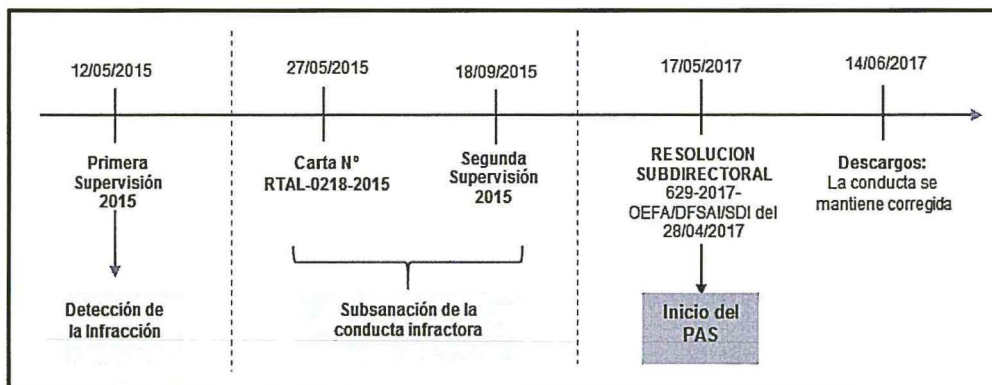 12/05/2015
27/05/2015
18/09/2015
17/05/2017
14/06/2017
Primera
Supervisión
2015
Carta Nº
RTAL-0218-2015
Segunda
Supervisión
2015
RESOLUCION
SUBDIRECTORAL
629-2017-
OEFA/DFSAI/SDI del
28/04/2017
Descargos:
La conducta se
mantiene corregida
Detección de
la Infracción
Subsanación de la
conducta infractora
Inicio del
PAS